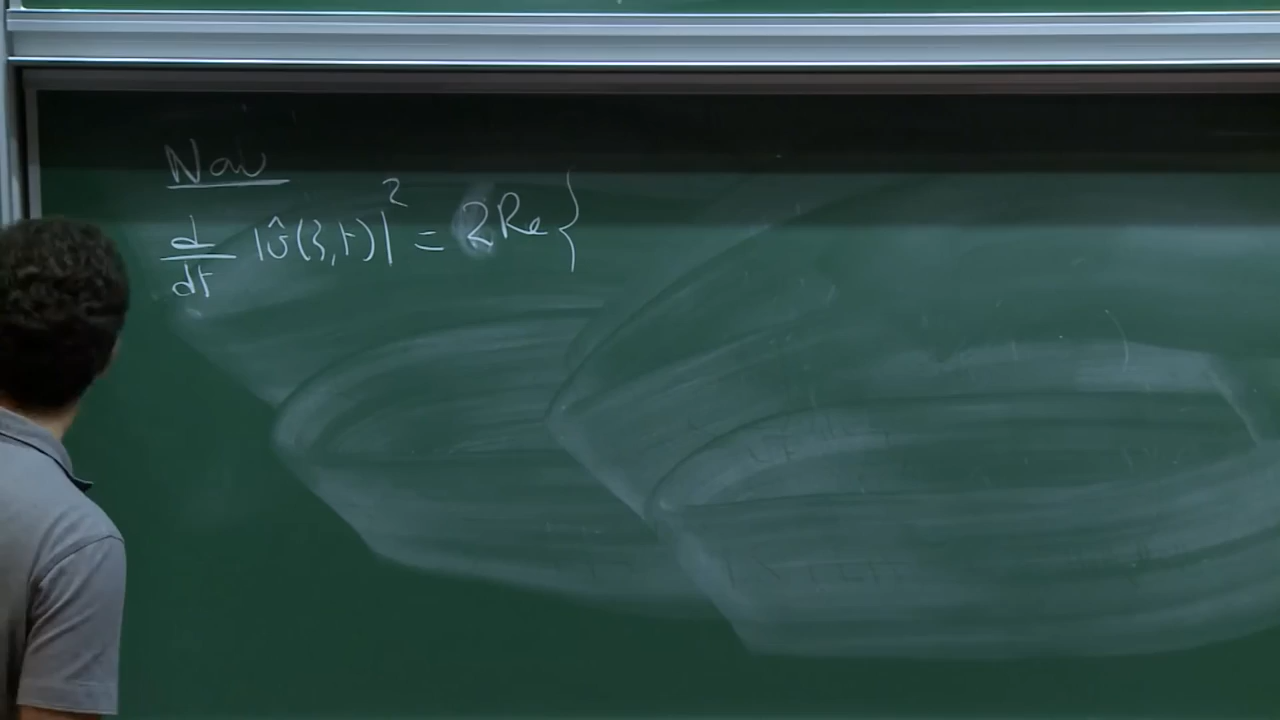 Now
d/dt |v̂(ξ,t)|² = 2Re {